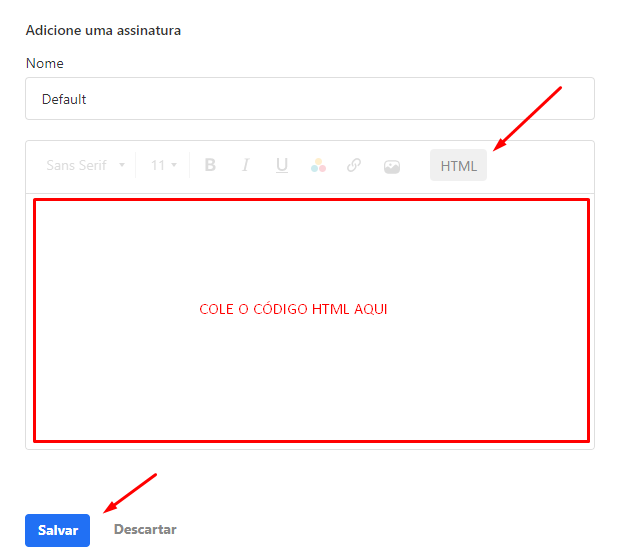 Adicione uma assinatura
Nome
Default
Sans Serif 11 B I U HTML
COLE O CÓDIGO HTML AQUI
Salvar Descartar